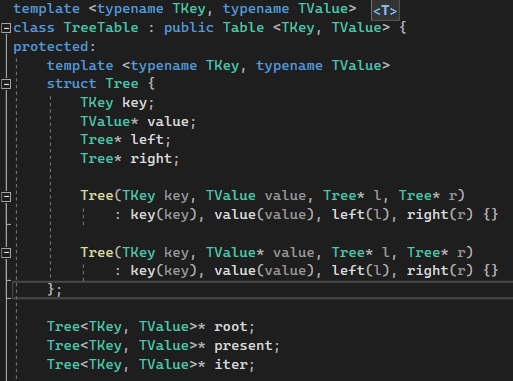 template <typename TKey, typename TValue> <T>
class TreeTable : public Table <TKey, TValue> {
protected:
    template <typename TKey, typename TValue>
    struct Tree {
        TKey key;
        TValue* value;
        Tree* left;
        Tree* right;

        Tree(TKey key, TValue value, Tree* l, Tree* r)
            : key(key), value(value), left(l), right(r) {}

        Tree(TKey key, TValue* value, Tree* l, Tree* r)
            : key(key), value(value), left(l), right(r) {}
    };

    Tree<TKey, TValue>* root;
    Tree<TKey, TValue>* present;
    Tree<TKey, TValue>* iter;